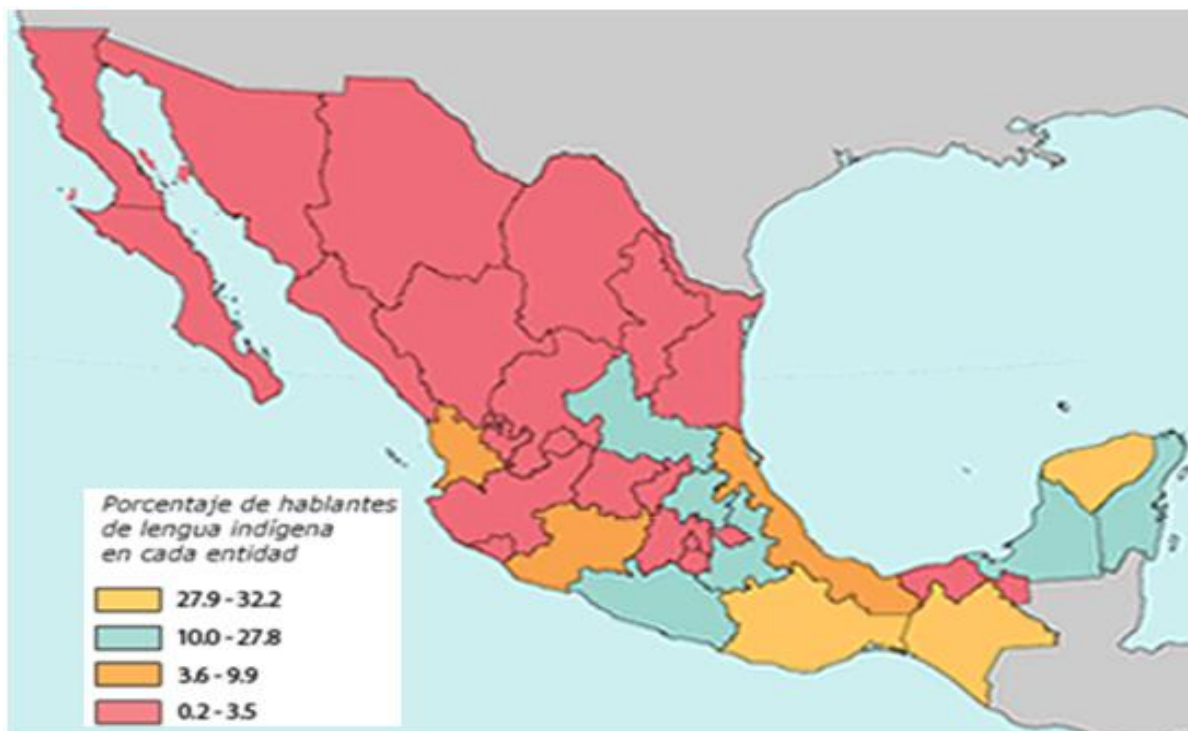 Porcentaje de hablantes
de lengua indígena
en cada entidad
27.9 - 32.2
10.0 - 27.8
3.6 - 9.9
0.2 - 3.5